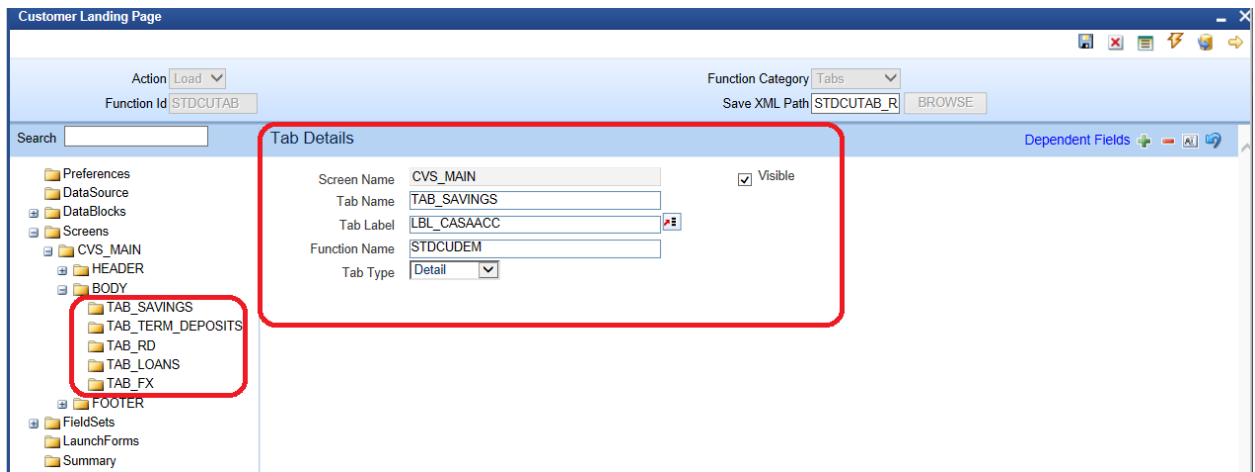 Customer Landing Page
Action Load
Function Category Tabs
Function Id STDCUTAB
Save XML Path STDCUTAB_R BROWSE
Search
Tab Details
Dependent Fields
Preferences
DataSource
DataBlocks
Screens
CVS_MAIN
HEADER
BODY
TAB_SAVINGS
TAB_TERM_DEPOSITS
TAB_RD
TAB_LOANS
TAB_FX
FOOTER
FieldSets
LaunchForms
Summary
Screen Name CVS_MAIN
Visible
Tab Name TAB_SAVINGS
Tab Label LBL_CASAACC
Function Name STDCUDEM
Tab Type Detail